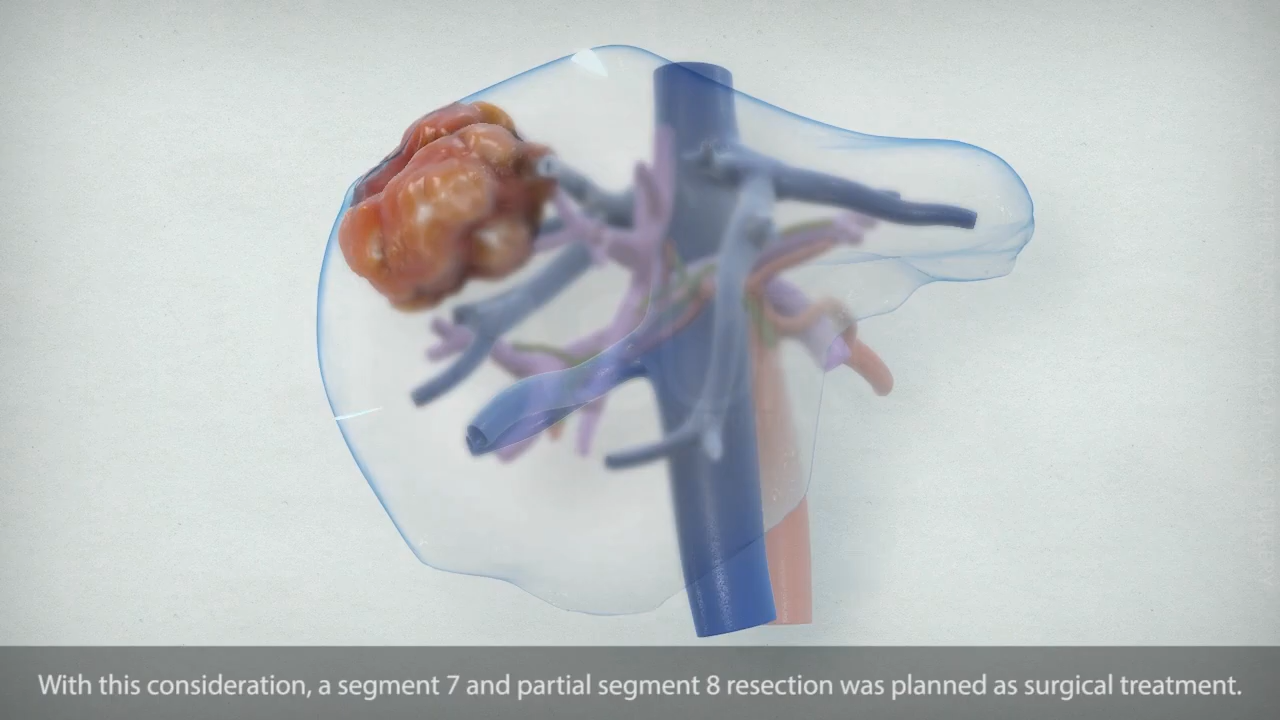 With this consideration, a segment 7 and partial segment 8 resection was planned as surgical treatment.